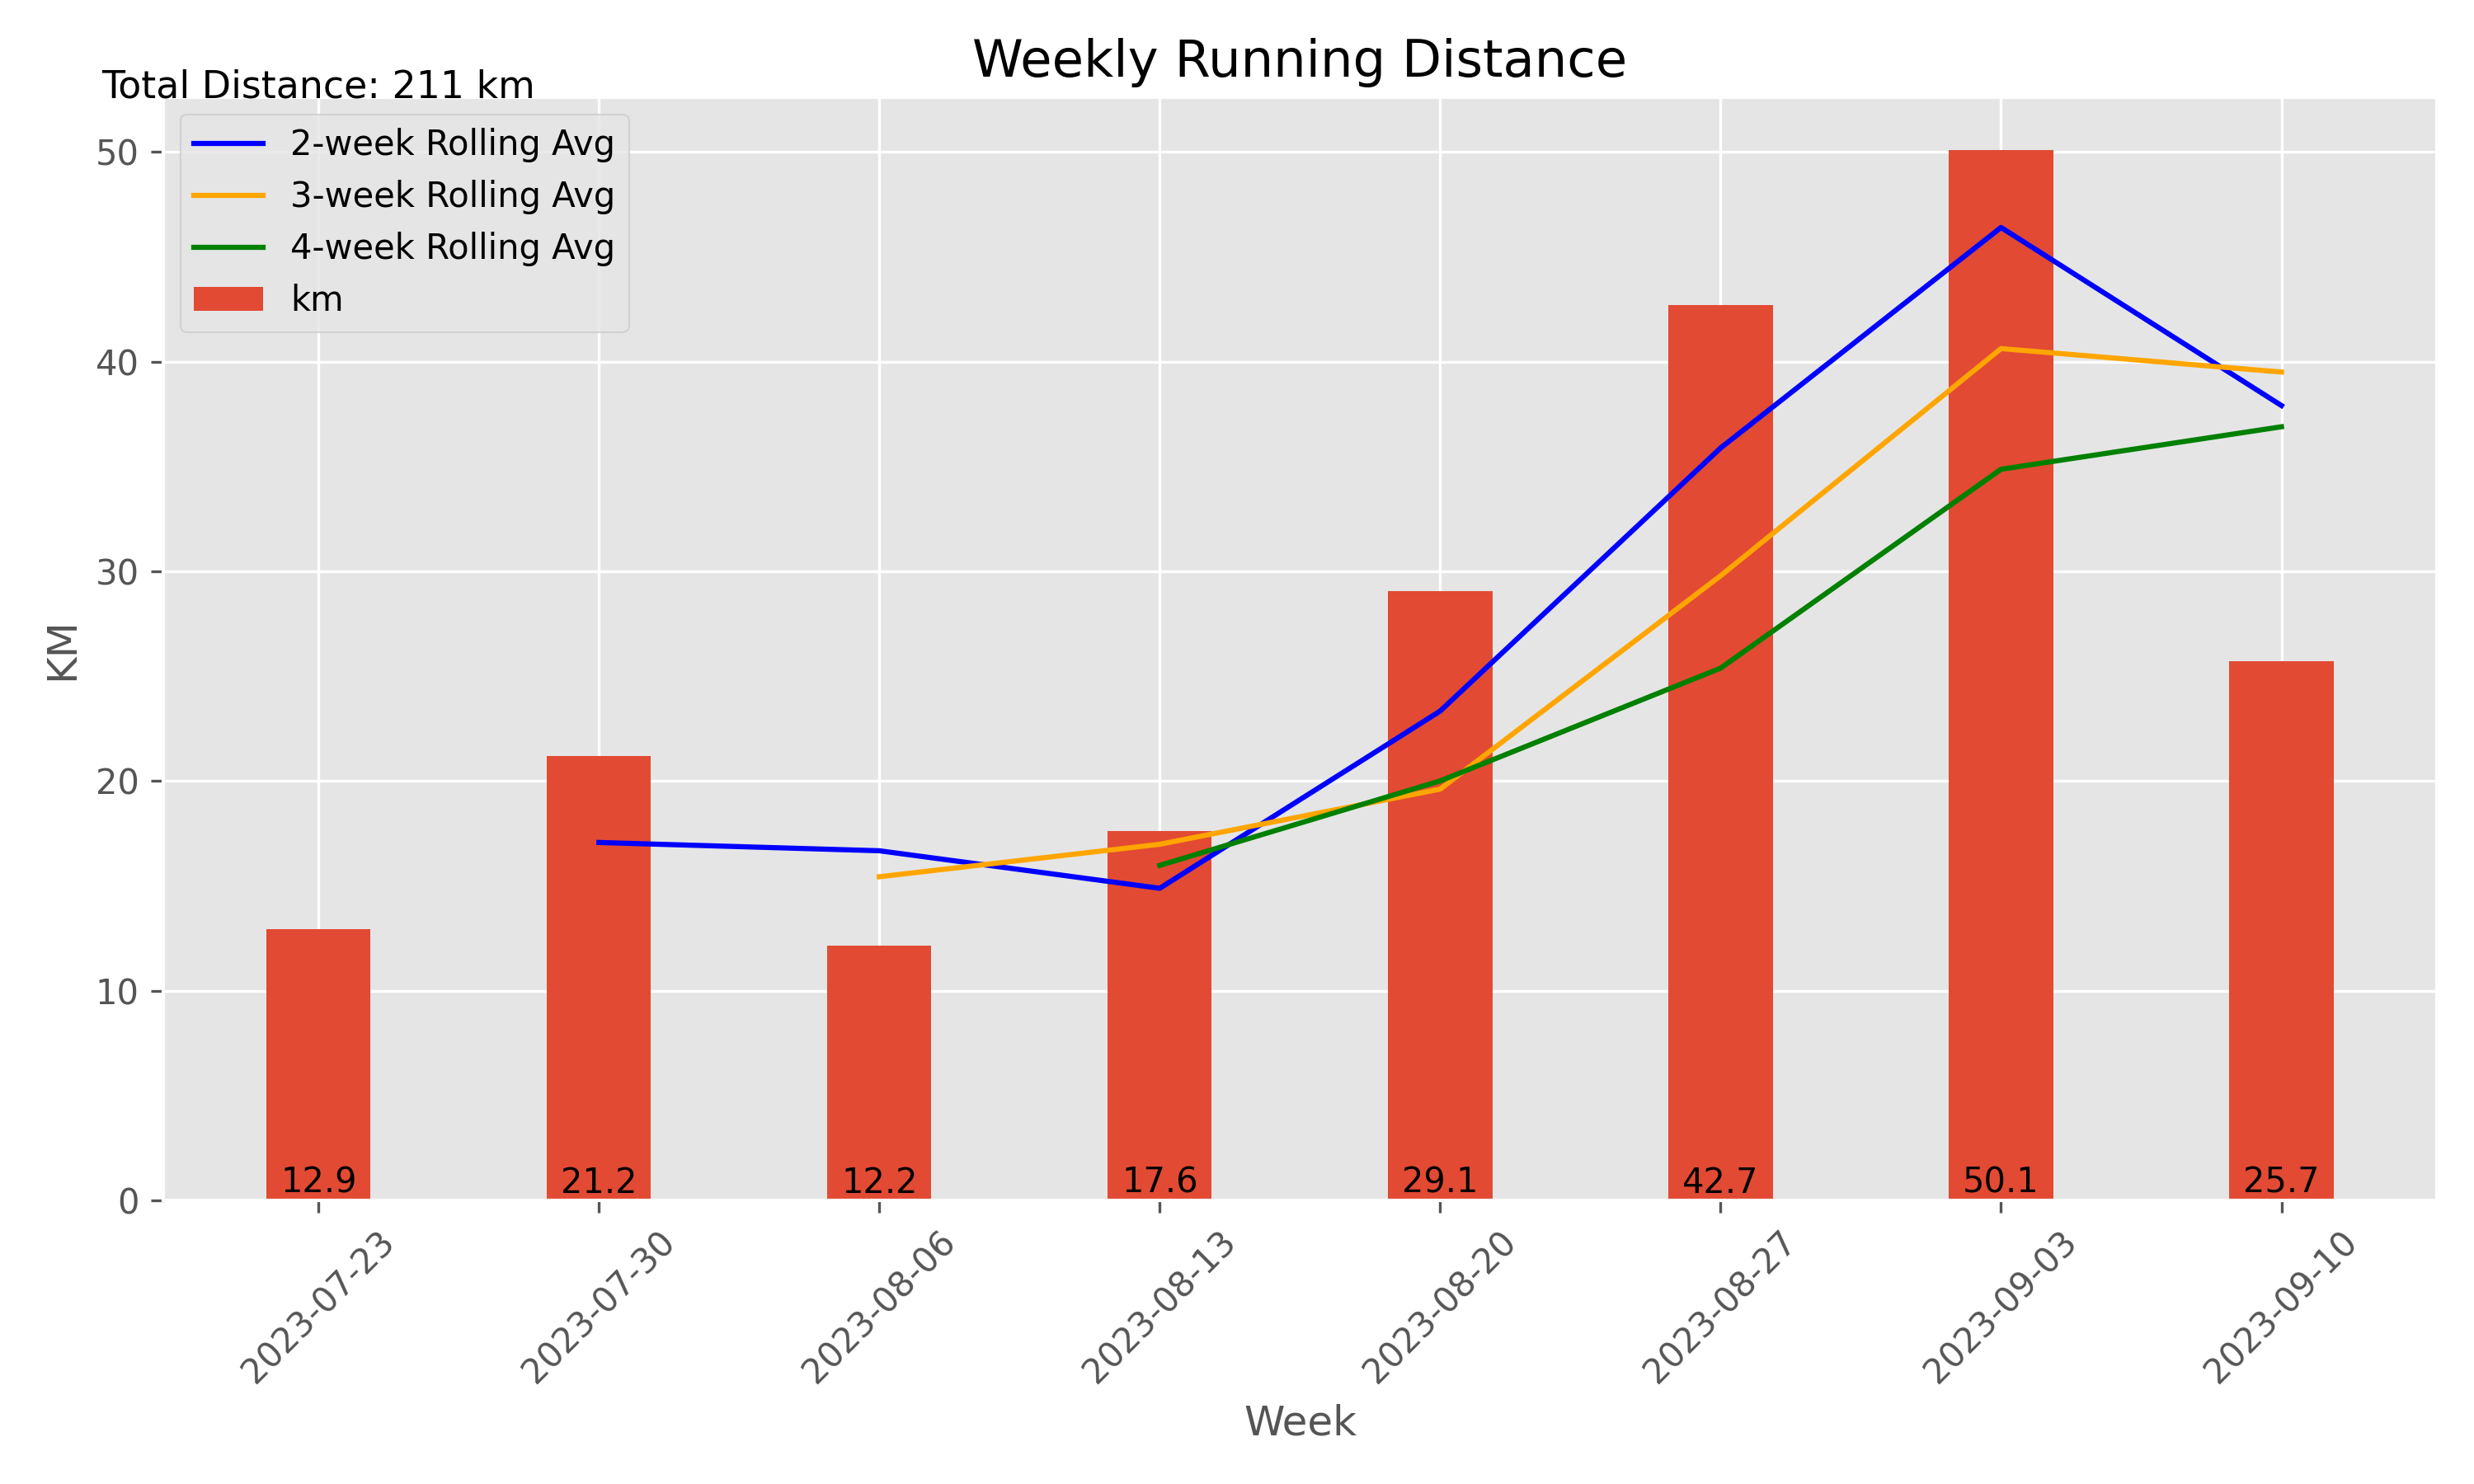 Weekly Running Distance
Total Distance: 211 km
2-week Rolling Avg
3-week Rolling Avg
4-week Rolling Avg
km
50
40
30
20
10
0
KM
12.9 21.2 12.2 17.6 29.1 42.7 50.1 25.7
2023-07-23 2023-07-30 2023-08-06 2023-08-13 2023-08-20 2023-08-27 2023-09-03 2023-09-10
Week